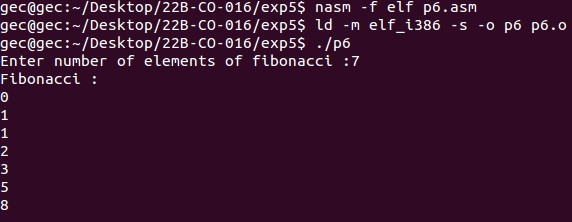 gec@gec:~/Desktop/22B-CO-016/exp5$ nasm -f elf p6.asm
gec@gec:~/Desktop/22B-CO-016/exp5$ ld -m elf_i386 -s -o p6 p6.o
gec@gec:~/Desktop/22B-CO-016/exp5$ ./p6
Enter number of elements of fibonacci :7
Fibonacci :
0
1
1
2
3
5
8